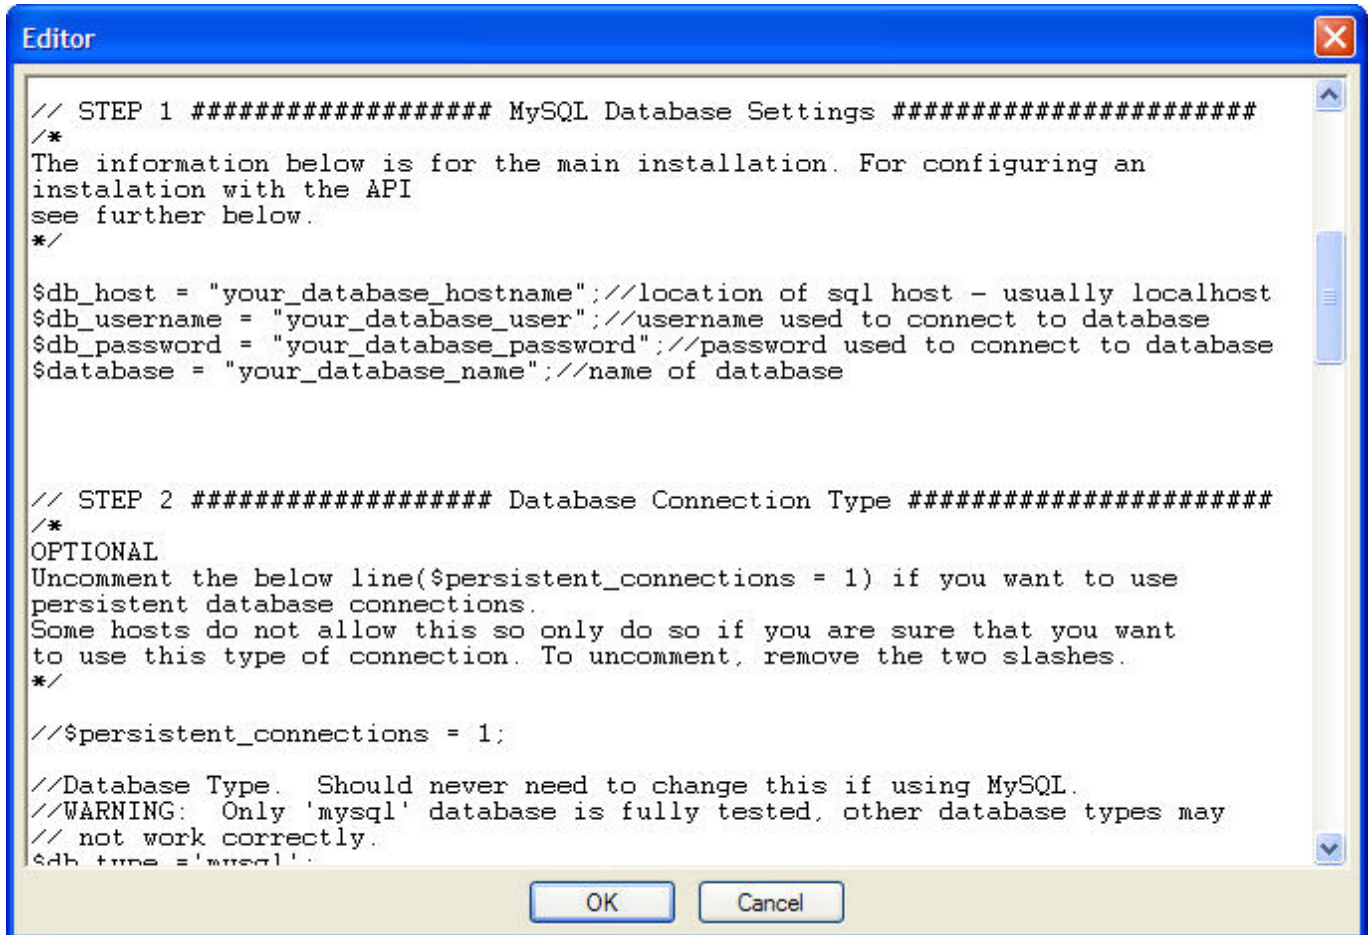 Editor
// STEP 1 ################### MySQL Database Settings #######################
/*
The information below is for the main installation. For configuring an
instalation with the API
see further below.
*/
$db_host = "your_database_hostname";//location of sql host – usually localhost
$db_username = "your_database_user";//username used to connect to database
$db_password = "your_database_password";//password used to connect to database
$database = "your_database_name";//name of database
// STEP 2 ################### Database Connection Type #######################
/*
OPTIONAL
Uncomment the below line($persistent_connections = 1) if you want to use
persistent database connections.
Some hosts do not allow this so only do so if you are sure that you want
to use this type of connection. To uncomment, remove the two slashes.
*/
//$persistent_connections = 1;
//Database Type.  Should never need to change this if using MySQL.
//WARNING:  Only 'mysql' database is fully tested, other database types may
// not work correctly.
$db_type ='mysql';
OK Cancel